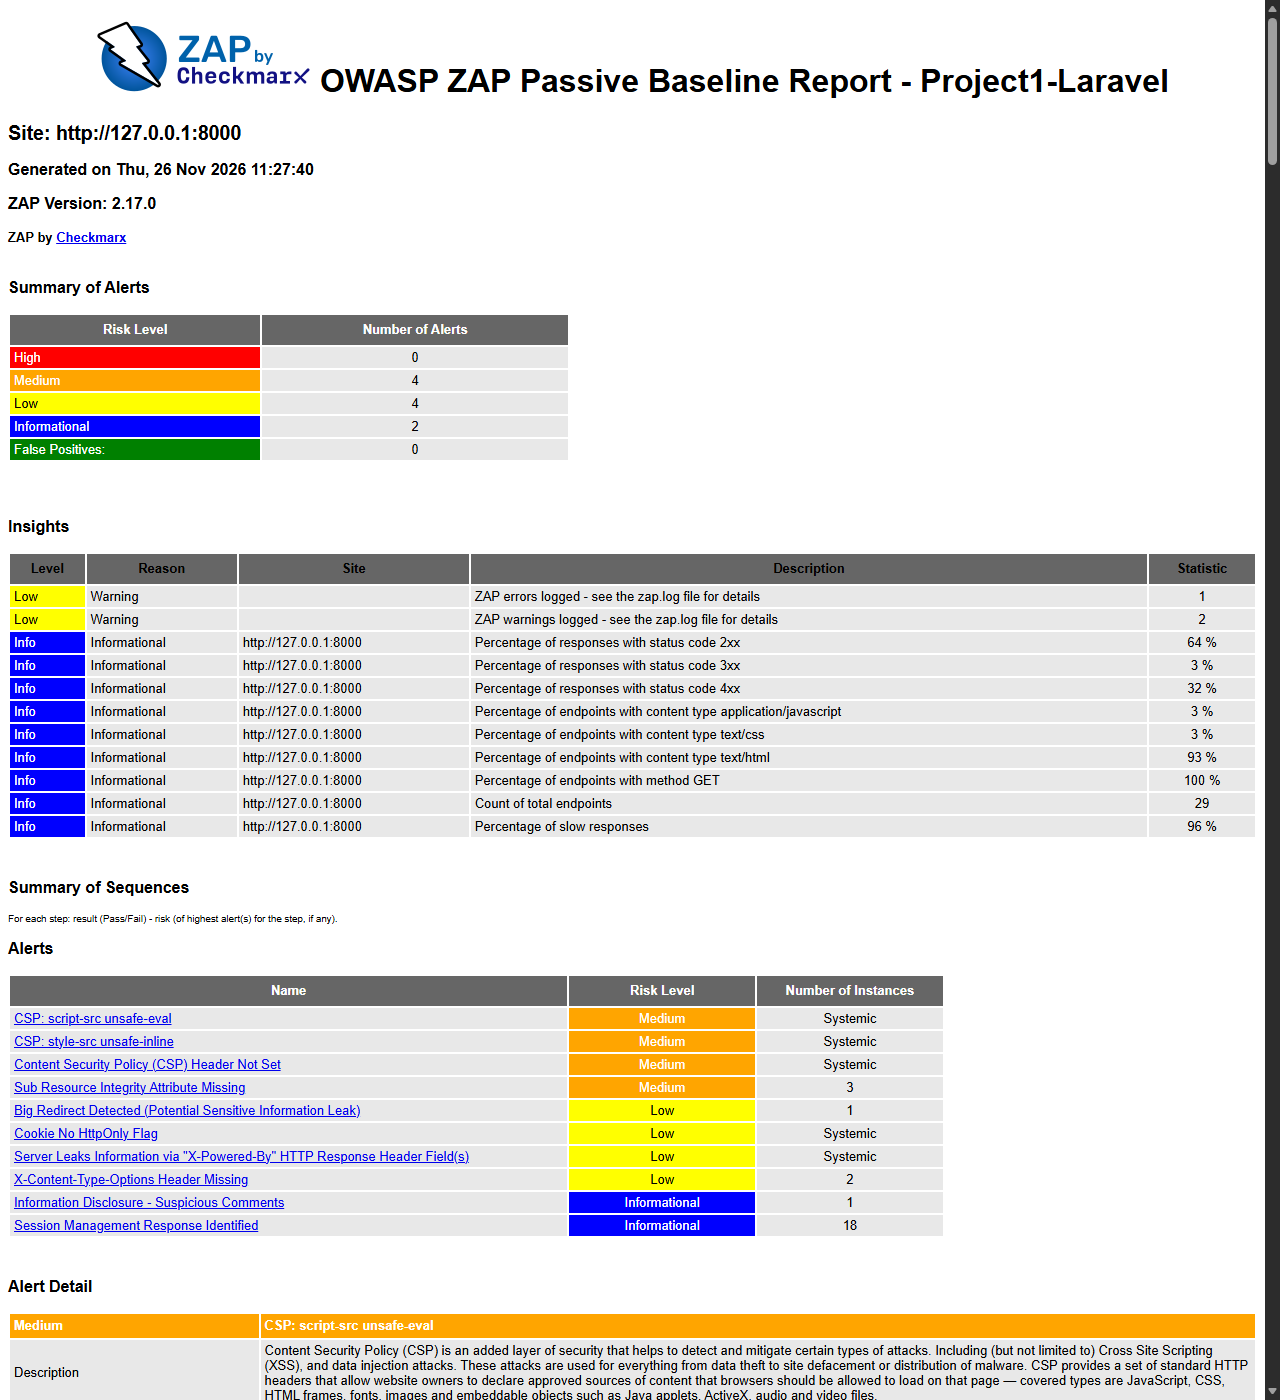 ZAP by
Checkmarx
OWASP ZAP Passive Baseline Report - Project1-Laravel
Site: http://127.0.0.1:8000
Generated on Thu, 26 Nov 2026 11:27:40
ZAP Version: 2.17.0
ZAP by Checkmarx
Summary of Alerts
Risk Level Number of Alerts
High 0
Medium 4
Low 4
Informational 2
False Positives: 0
Insights
Level Reason Site Description Statistic
Low Warning ZAP errors logged - see the zap.log file for details 1
Low Warning ZAP warnings logged - see the zap.log file for details 2
Info Informational http://127.0.0.1:8000 Percentage of responses with status code 2xx 64 %
Info Informational http://127.0.0.1:8000 Percentage of responses with status code 3xx 3 %
Info Informational http://127.0.0.1:8000 Percentage of responses with status code 4xx 32 %
Info Informational http://127.0.0.1:8000 Percentage of endpoints with content type application/javascript 3 %
Info Informational http://127.0.0.1:8000 Percentage of endpoints with content type text/css 3 %
Info Informational http://127.0.0.1:8000 Percentage of endpoints with content type text/html 93 %
Info Informational http://127.0.0.1:8000 Percentage of endpoints with method GET 100 %
Info Informational http://127.0.0.1:8000 Count of total endpoints 29
Info Informational http://127.0.0.1:8000 Percentage of slow responses 96 %
Summary of Sequences
For each step: result (Pass/Fail) - risk (of highest alert(s) for the step, if any).
Alerts
Name Risk Level Number of Instances
CSP: script-src unsafe-eval Medium Systemic
CSP: style-src unsafe-inline Medium Systemic
Content Security Policy (CSP) Header Not Set Medium Systemic
Sub Resource Integrity Attribute Missing Medium 3
Big Redirect Detected (Potential Sensitive Information Leak) Low 1
Cookie No HttpOnly Flag Low Systemic
Server Leaks Information via "X-Powered-By" HTTP Response Header Field(s) Low Systemic
X-Content-Type-Options Header Missing Low 2
Information Disclosure - Suspicious Comments Informational 1
Session Management Response Identified Informational 18
Alert Detail
Medium CSP: script-src unsafe-eval
Description Content Security Policy (CSP) is an added layer of security that helps to detect and mitigate certain types of attacks. Including (but not limited to) Cross Site Scripting
(XSS), and data injection attacks. These attacks are used for everything from data theft to site defacement or distribution of malware. CSP provides a set of standard HTTP
headers that allow website owners to declare approved sources of content that browsers should be allowed to load on that page — covered types are JavaScript, CSS,
HTML frames, fonts, images and embeddable objects such as Java applets, ActiveX, audio and video files.